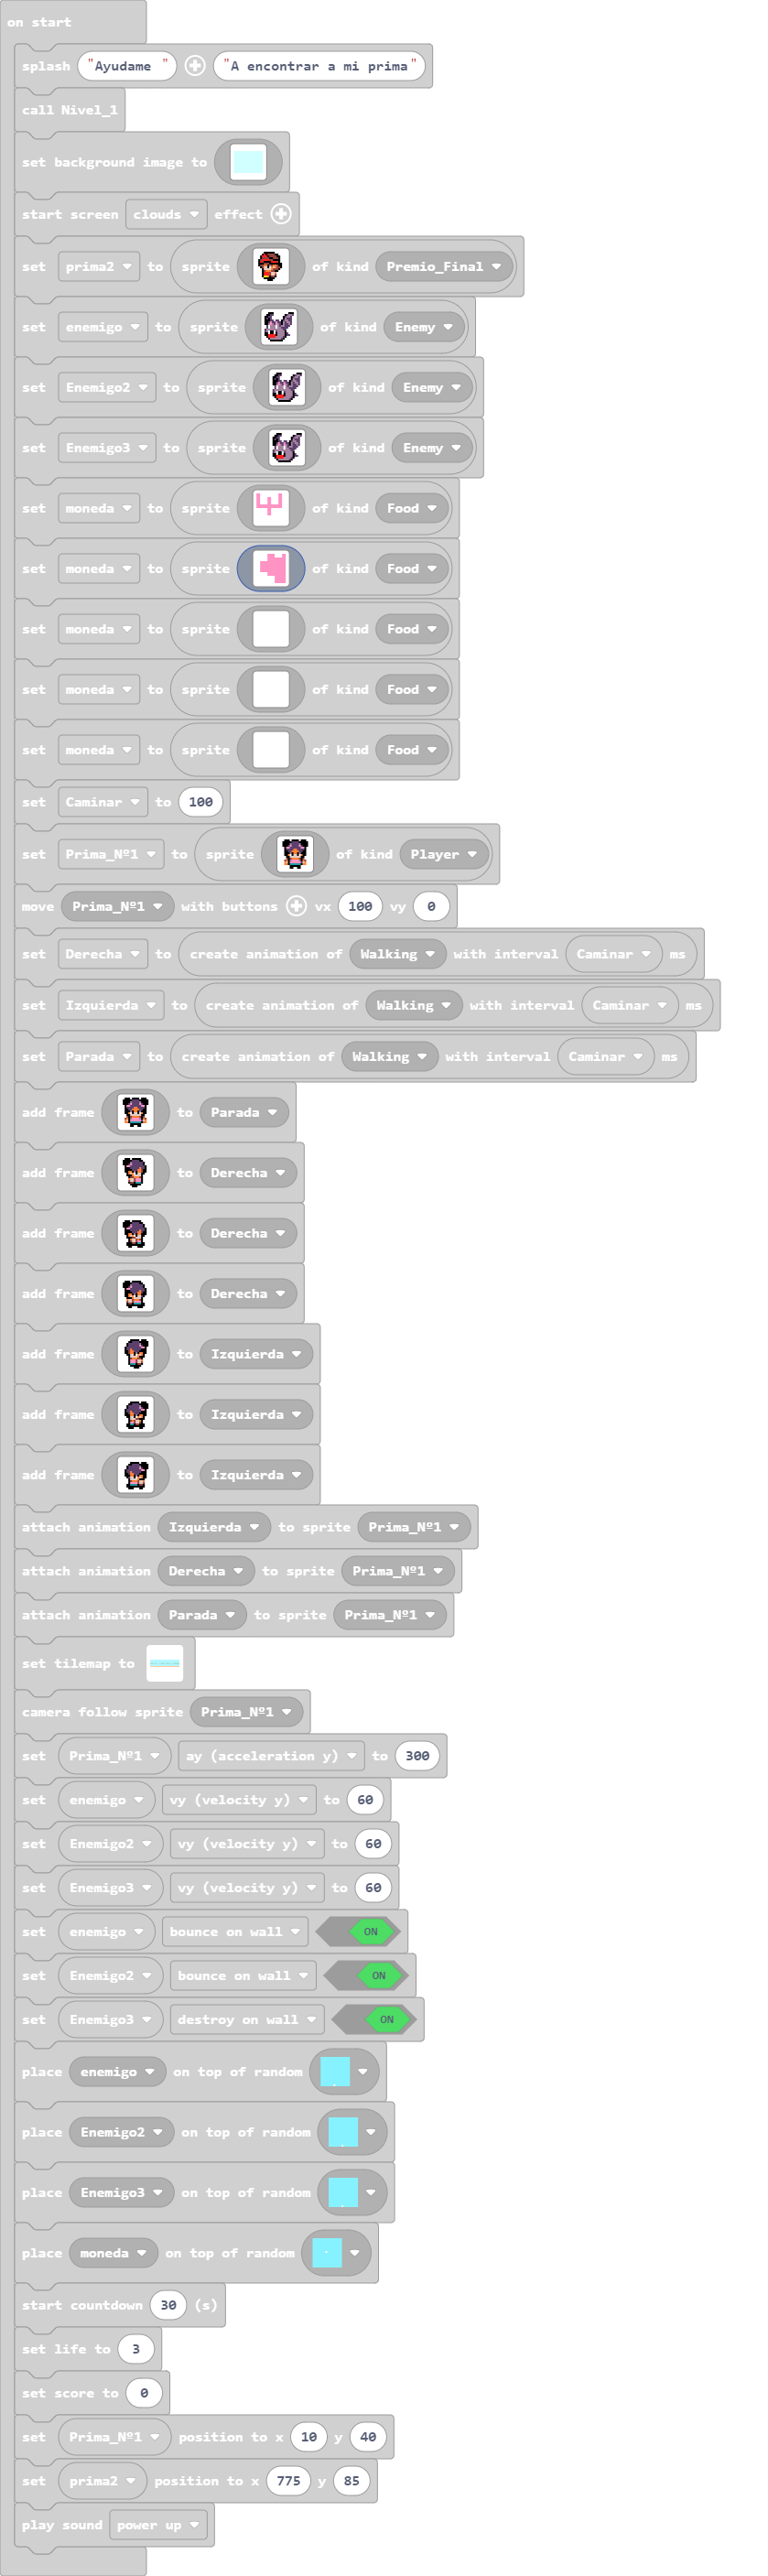 on start
splash "Ayudame " "A encontrar a mi prima"
call Nivel_1
set background image to
start screen clouds effect
set prima2 to sprite of kind Premio_Final
set enemigo to sprite of kind Enemy
set Enemigo2 to sprite of kind Enemy
set Enemigo3 to sprite of kind Enemy
set moneda to sprite of kind Food
set moneda to sprite of kind Food
set moneda to sprite of kind Food
set moneda to sprite of kind Food
set moneda to sprite of kind Food
set Caminar to 100
set Prima_Nº1 to sprite of kind Player
move Prima_Nº1 with buttons vx 100 vy 0
set Derecha to create animation of Walking with interval Caminar ms
set Izquierda to create animation of Walking with interval Caminar ms
set Parada to create animation of Walking with interval Caminar ms
add frame to Parada
add frame to Derecha
add frame to Derecha
add frame to Derecha
add frame to Izquierda
add frame to Izquierda
add frame to Izquierda
attach animation Izquierda to sprite Prima_Nº1
attach animation Derecha to sprite Prima_Nº1
attach animation Parada to sprite Prima_Nº1
set tilemap to
camera follow sprite Prima_Nº1
set Prima_Nº1 ay (acceleration y) to 300
set enemigo vy (velocity y) to 60
set Enemigo2 vy (velocity y) to 60
set Enemigo3 vy (velocity y) to 60
set enemigo bounce on wall ON
set Enemigo2 bounce on wall ON
set Enemigo3 destroy on wall ON
place enemigo on top of random
place Enemigo2 on top of random
place Enemigo3 on top of random
place moneda on top of random
start countdown 30 (s)
set life to 3
set score to 0
set Prima_Nº1 position to x 10 y 40
set prima2 position to x 775 y 85
play sound power up